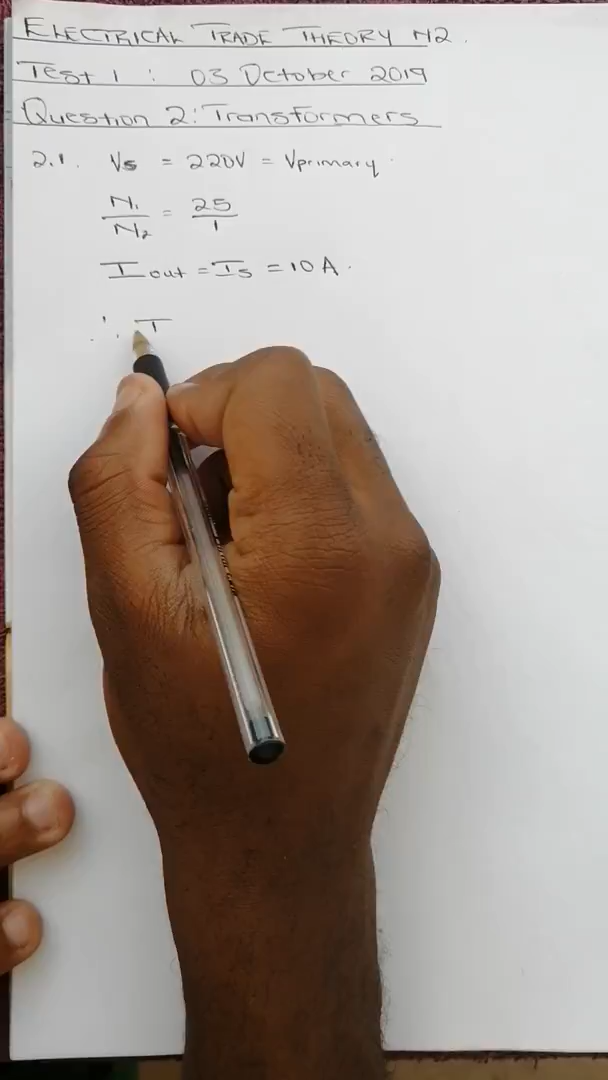 ELECTRICAL TRADE THEORY N2.
Test 1 : 03 October 2019
Question 2: Transformers
2.1. Vs = 220V = Vprimary.
N1/N2 = 25/1
Iout = Is = 10A.
∴ I